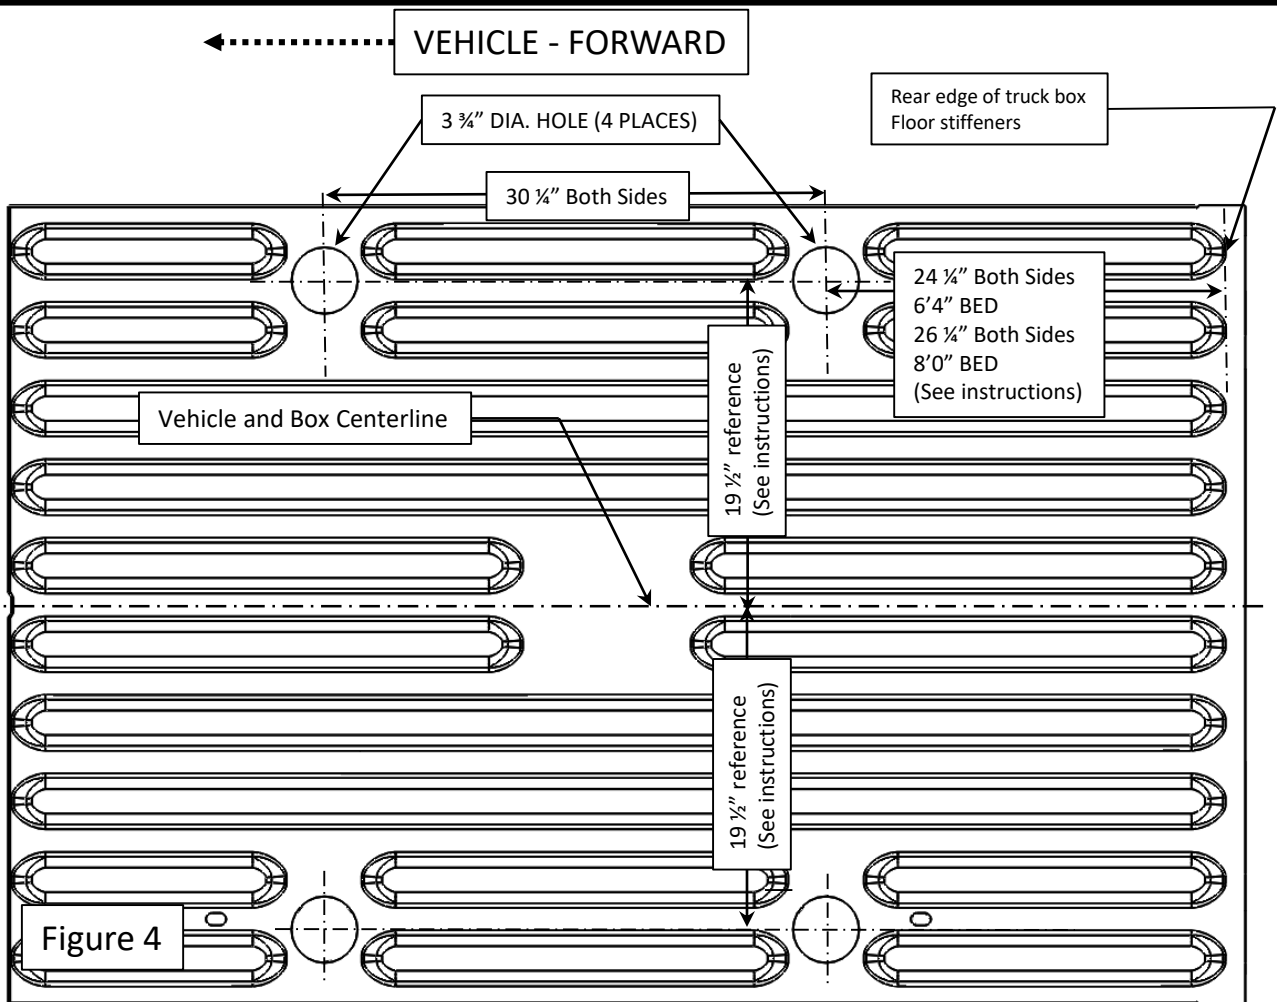 VEHICLE - FORWARD
Rear edge of truck box
Floor stiffeners
3 ¾” DIA. HOLE (4 PLACES)
30 ¼” Both Sides
24 ¼” Both Sides
6’4” BED
26 ¼” Both Sides
8’0” BED
(See instructions)
19 ½” reference
(See instructions)
Vehicle and Box Centerline
19 ½” reference
(See instructions)
Figure 4